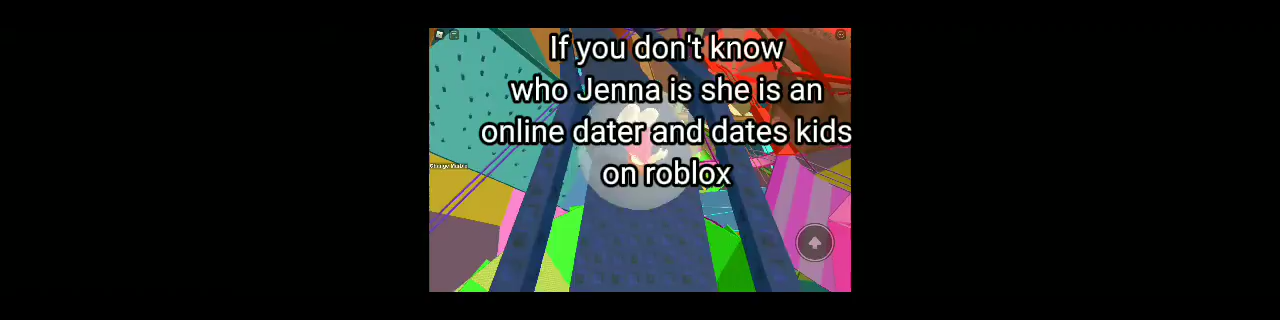 If you don't know
who Jenna is she is an
online dater and dates kids
on roblox